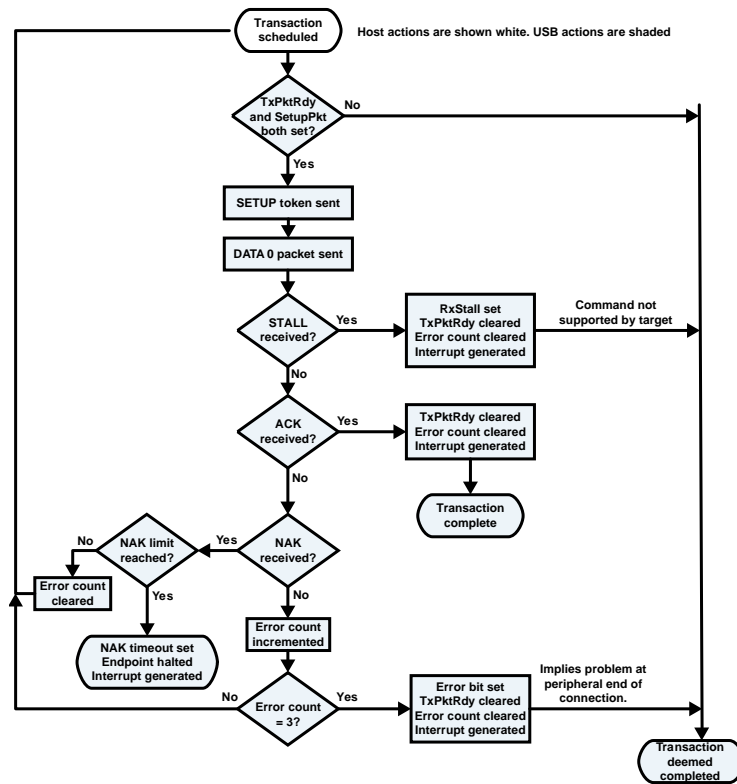 Transaction
scheduled
Host actions are shown white. USB actions are shaded
TxPktRdy
and SetupPkt
both set?
No
Yes
SETUP token sent
DATA 0 packet sent
STALL
received?
Yes
RxStall set
TxPktRdy cleared
Error count cleared
Interrupt generated
Command not
supported by target
No
ACK
received?
Yes
TxPktRdy cleared
Error count cleared
Interrupt generated
No
Transaction
complete
NAK
received?
Yes
NAK limit
reached?
No
Error count
cleared
Yes
NAK timeout set
Endpoint halted
Interrupt generated
No
Error count
incremented
Error count
= 3?
No
Yes
Error bit set
TxPktRdy cleared
Error count cleared
Interrupt generated
Implies problem at
peripheral end of
connection.
Transaction
deemed
completed